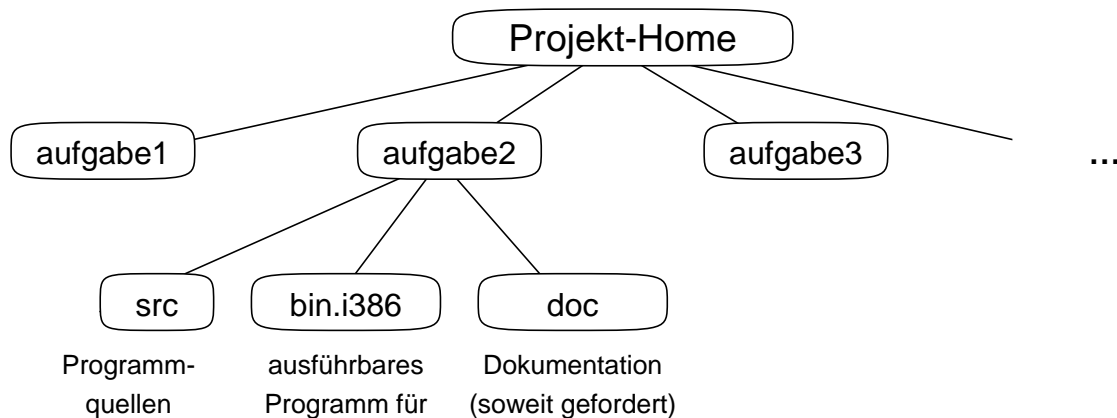 Projekt-Home
aufgabe1
aufgabe2
aufgabe3
...
src
bin.i386
doc
Programm-
quellen
ausführbares
Programm für
Dokumentation
(soweit gefordert)